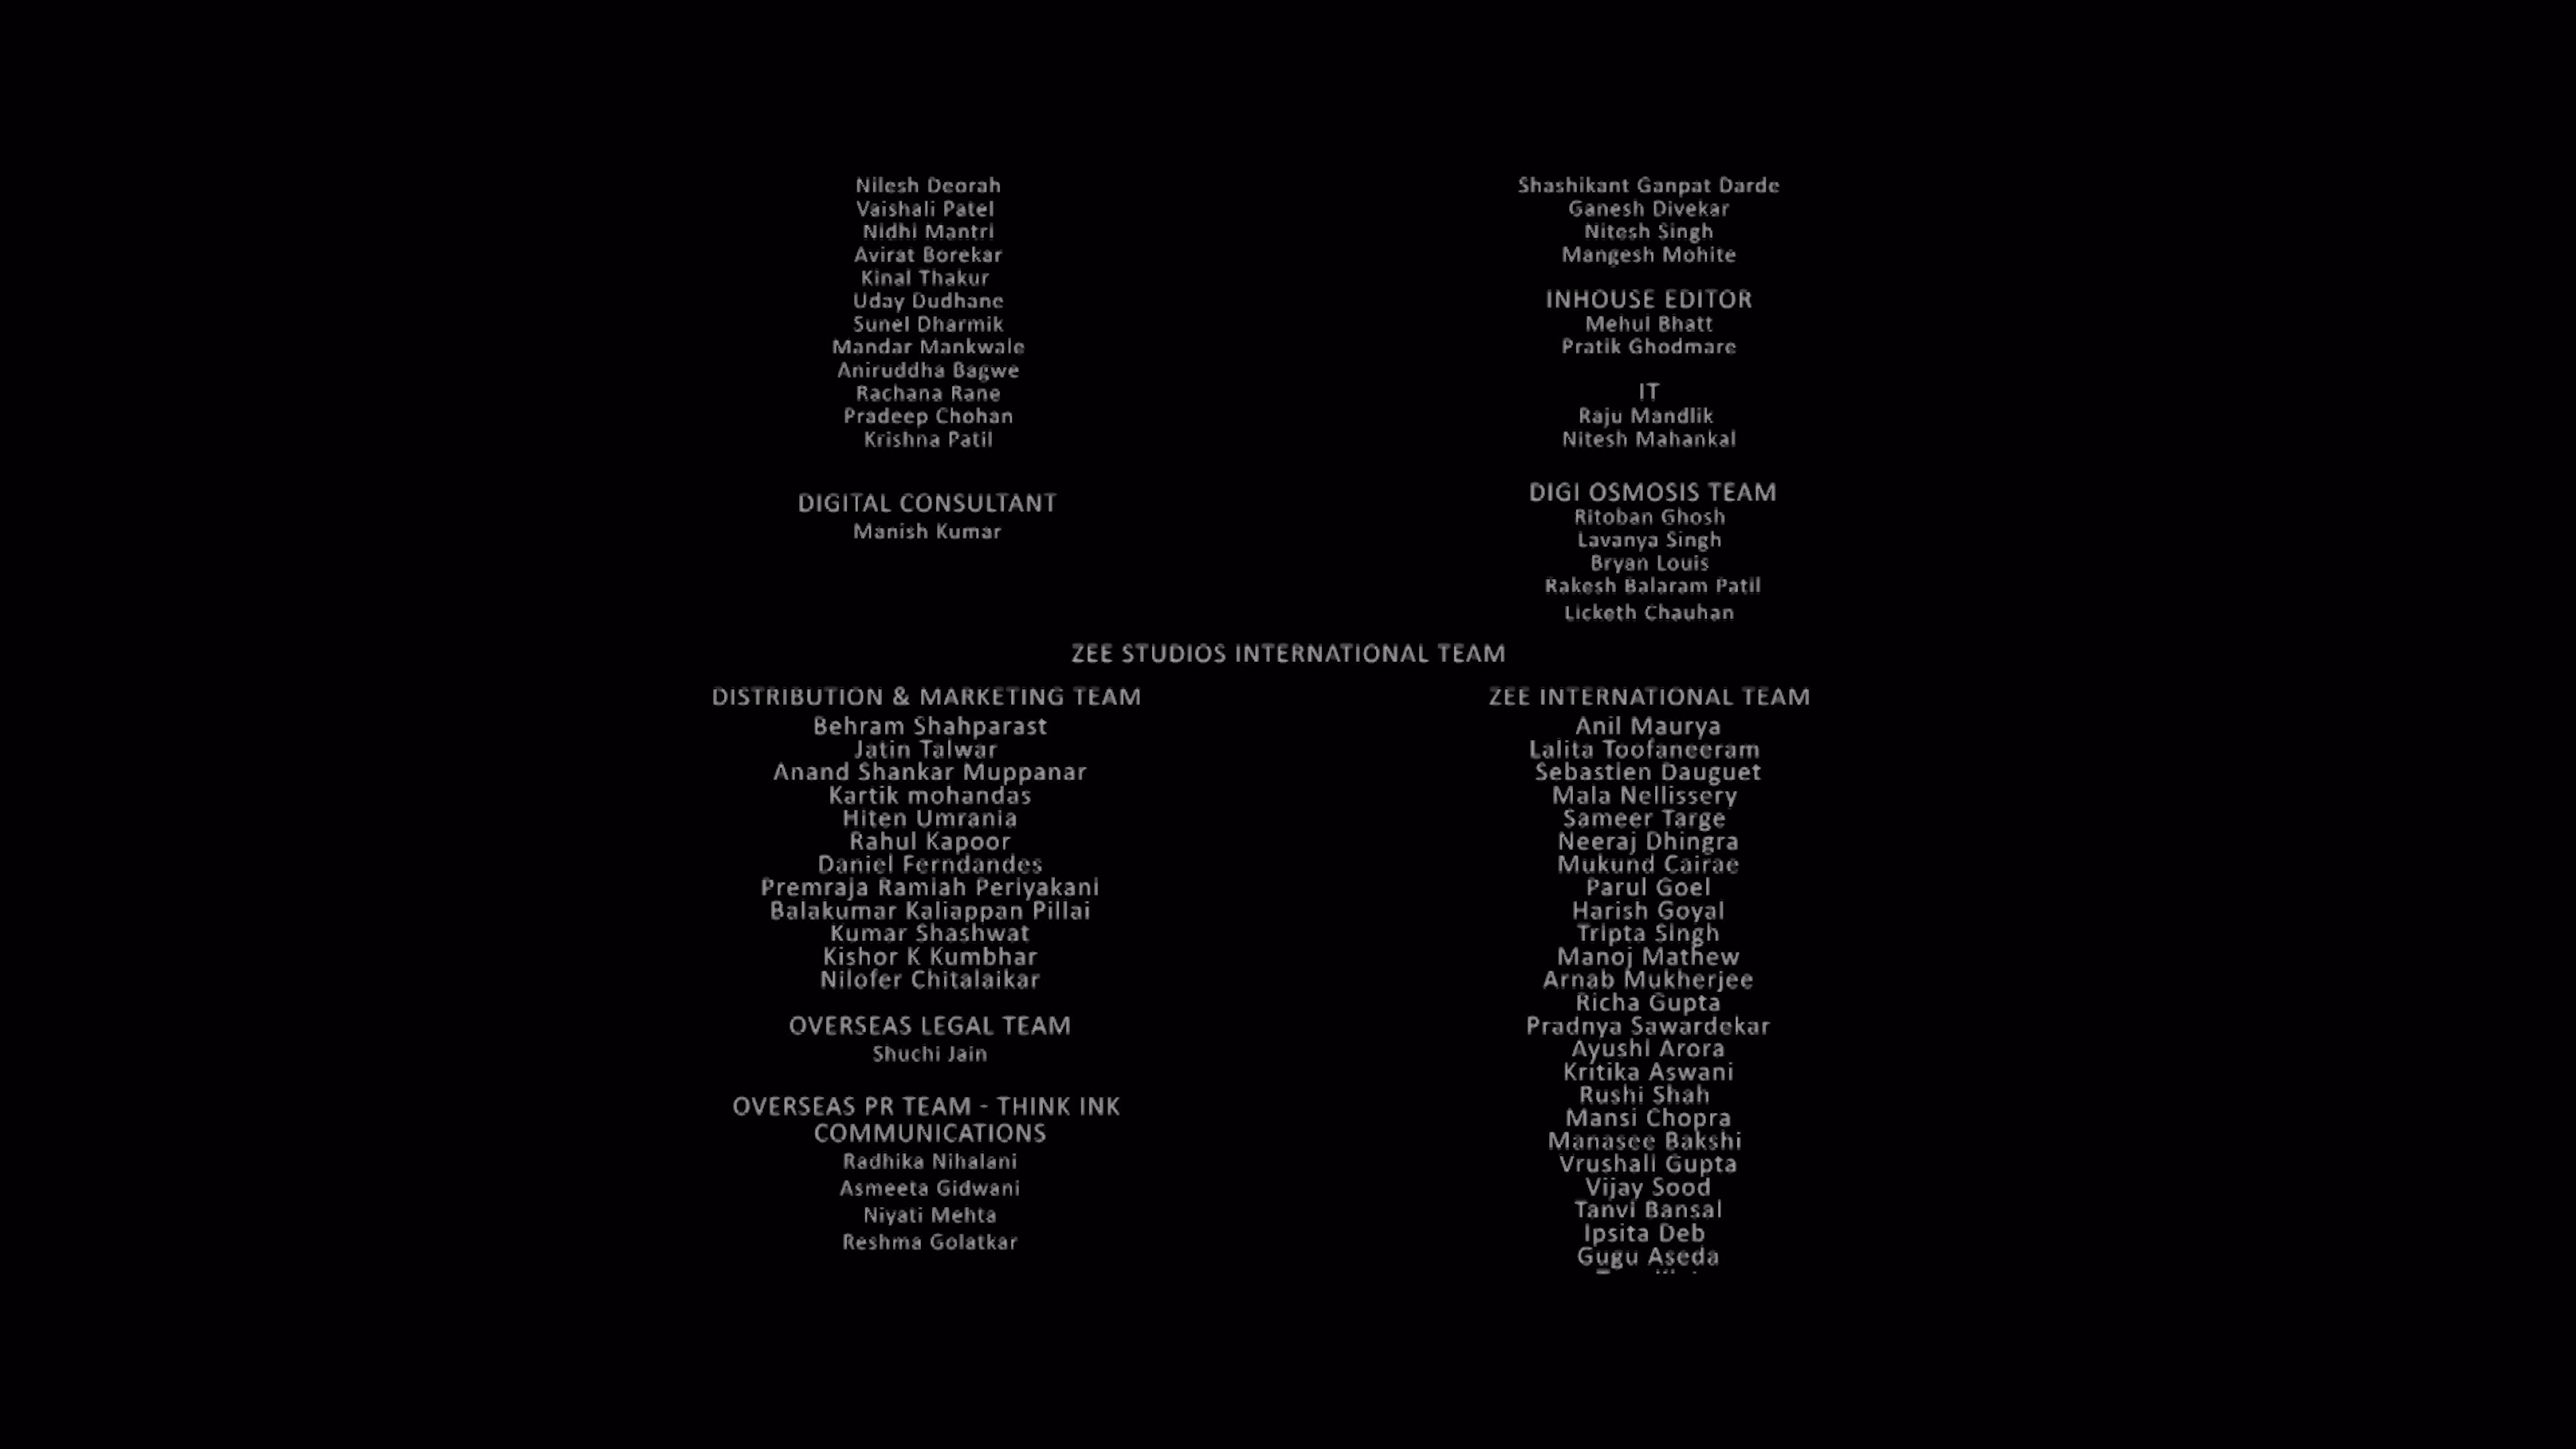 Nilesh Deorah
Vaishali Patel
Nidhi Mantri
Avirat Borekar
Kinal Thakur
Uday Dudhane
Sunel Dharmik
Mandar Mankwale
Aniruddha Bagwe
Rachana Rane
Pradeep Chohan
Krishna Patil
DIGITAL CONSULTANT
Manish Kumar
Shashikant Ganpat Darde
Ganesh Divekar
Nitesh Singh
Mangesh Mohite
INHOUSE EDITOR
Mehul Bhatt
Pratik Ghodmare
IT
Raju Mandlik
Nitesh Mahankal
DIGI OSMOSIS TEAM
Ritoban Ghosh
Lavanya Singh
Bryan Louis
Rakesh Balaram Patil
Licketh Chauhan
ZEE STUDIOS INTERNATIONAL TEAM
DISTRIBUTION & MARKETING TEAM
Behram Shahparast
Jatin Talwar
Anand Shankar Muppanar
Kartik mohandas
Hiten Umrania
Rahul Kapoor
Daniel Ferndandes
Premraja Ramiah Periyakani
Balakumar Kaliappan Pillai
Kumar Shashwat
Kishor K Kumbhar
Nilofer Chitalaikar
OVERSEAS LEGAL TEAM
Shuchi Jain
OVERSEAS PR TEAM - THINK INK
COMMUNICATIONS
Radhika Nihalani
Asmeeta Gidwani
Niyati Mehta
Reshma Golatkar
ZEE INTERNATIONAL TEAM
Anil Maurya
Lalita Toofaneeram
Sebastien Dauguet
Mala Nellissery
Sameer Targe
Neeraj Dhingra
Mukund Cairae
Parul Goel
Harish Goyal
Tripta Singh
Manoj Mathew
Arnab Mukherjee
Richa Gupta
Pradnya Sawardekar
Ayushi Arora
Kritika Aswani
Rushi Shah
Mansi Chopra
Manasee Bakshi
Vrushali Gupta
Vijay Sood
Tanvi Bansal
Ipsita Deb
Gugu Aseda